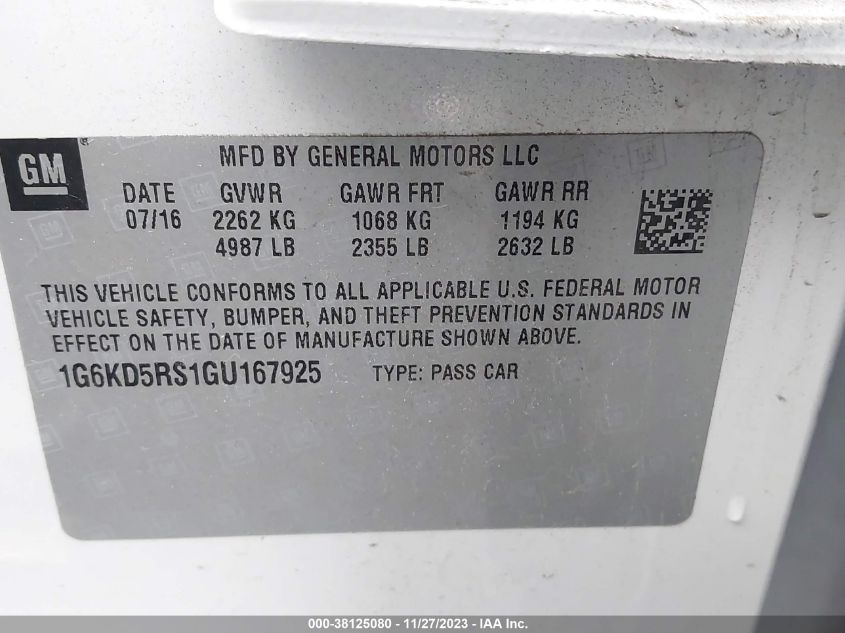 GM ®
MFD BY GENERAL MOTORS LLC
DATE GVWR GAWR FRT GAWR RR
07/16 2262 KG 1068 KG 1194 KG
4987 LB 2355 LB 2632 LB
THIS VEHICLE CONFORMS TO ALL APPLICABLE U.S. FEDERAL MOTOR
VEHICLE SAFETY, BUMPER, AND THEFT PREVENTION STANDARDS IN
EFFECT ON THE DATE OF MANUFACTURE SHOWN ABOVE.
1G6KD5RS1GU167925 TYPE: PASS CAR
000-38125080 - 11/27/2023 - IAA Inc.